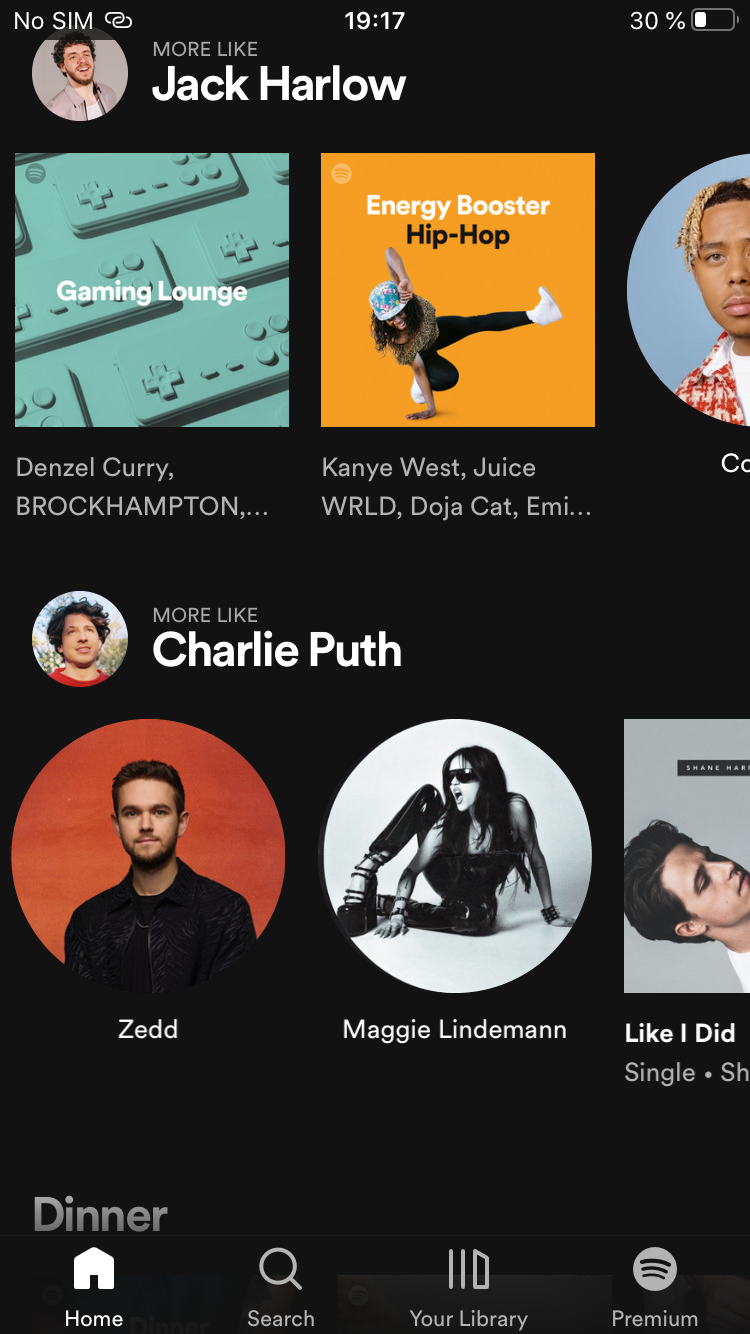 No SIM 19:17 30 %
MORE LIKE
Jack Harlow
Gaming Lounge
Energy Booster
Hip-Hop
Denzel Curry,
BROCKHAMPTON,...
Kanye West, Juice
WRLD, Doja Cat, Emi...
Co
MORE LIKE
Charlie Puth
SHANE HAR
Zedd
Maggie Lindemann
Like I Did
Single • Sh
Dinner
Dinner
Home
Search
Your Library
Premium